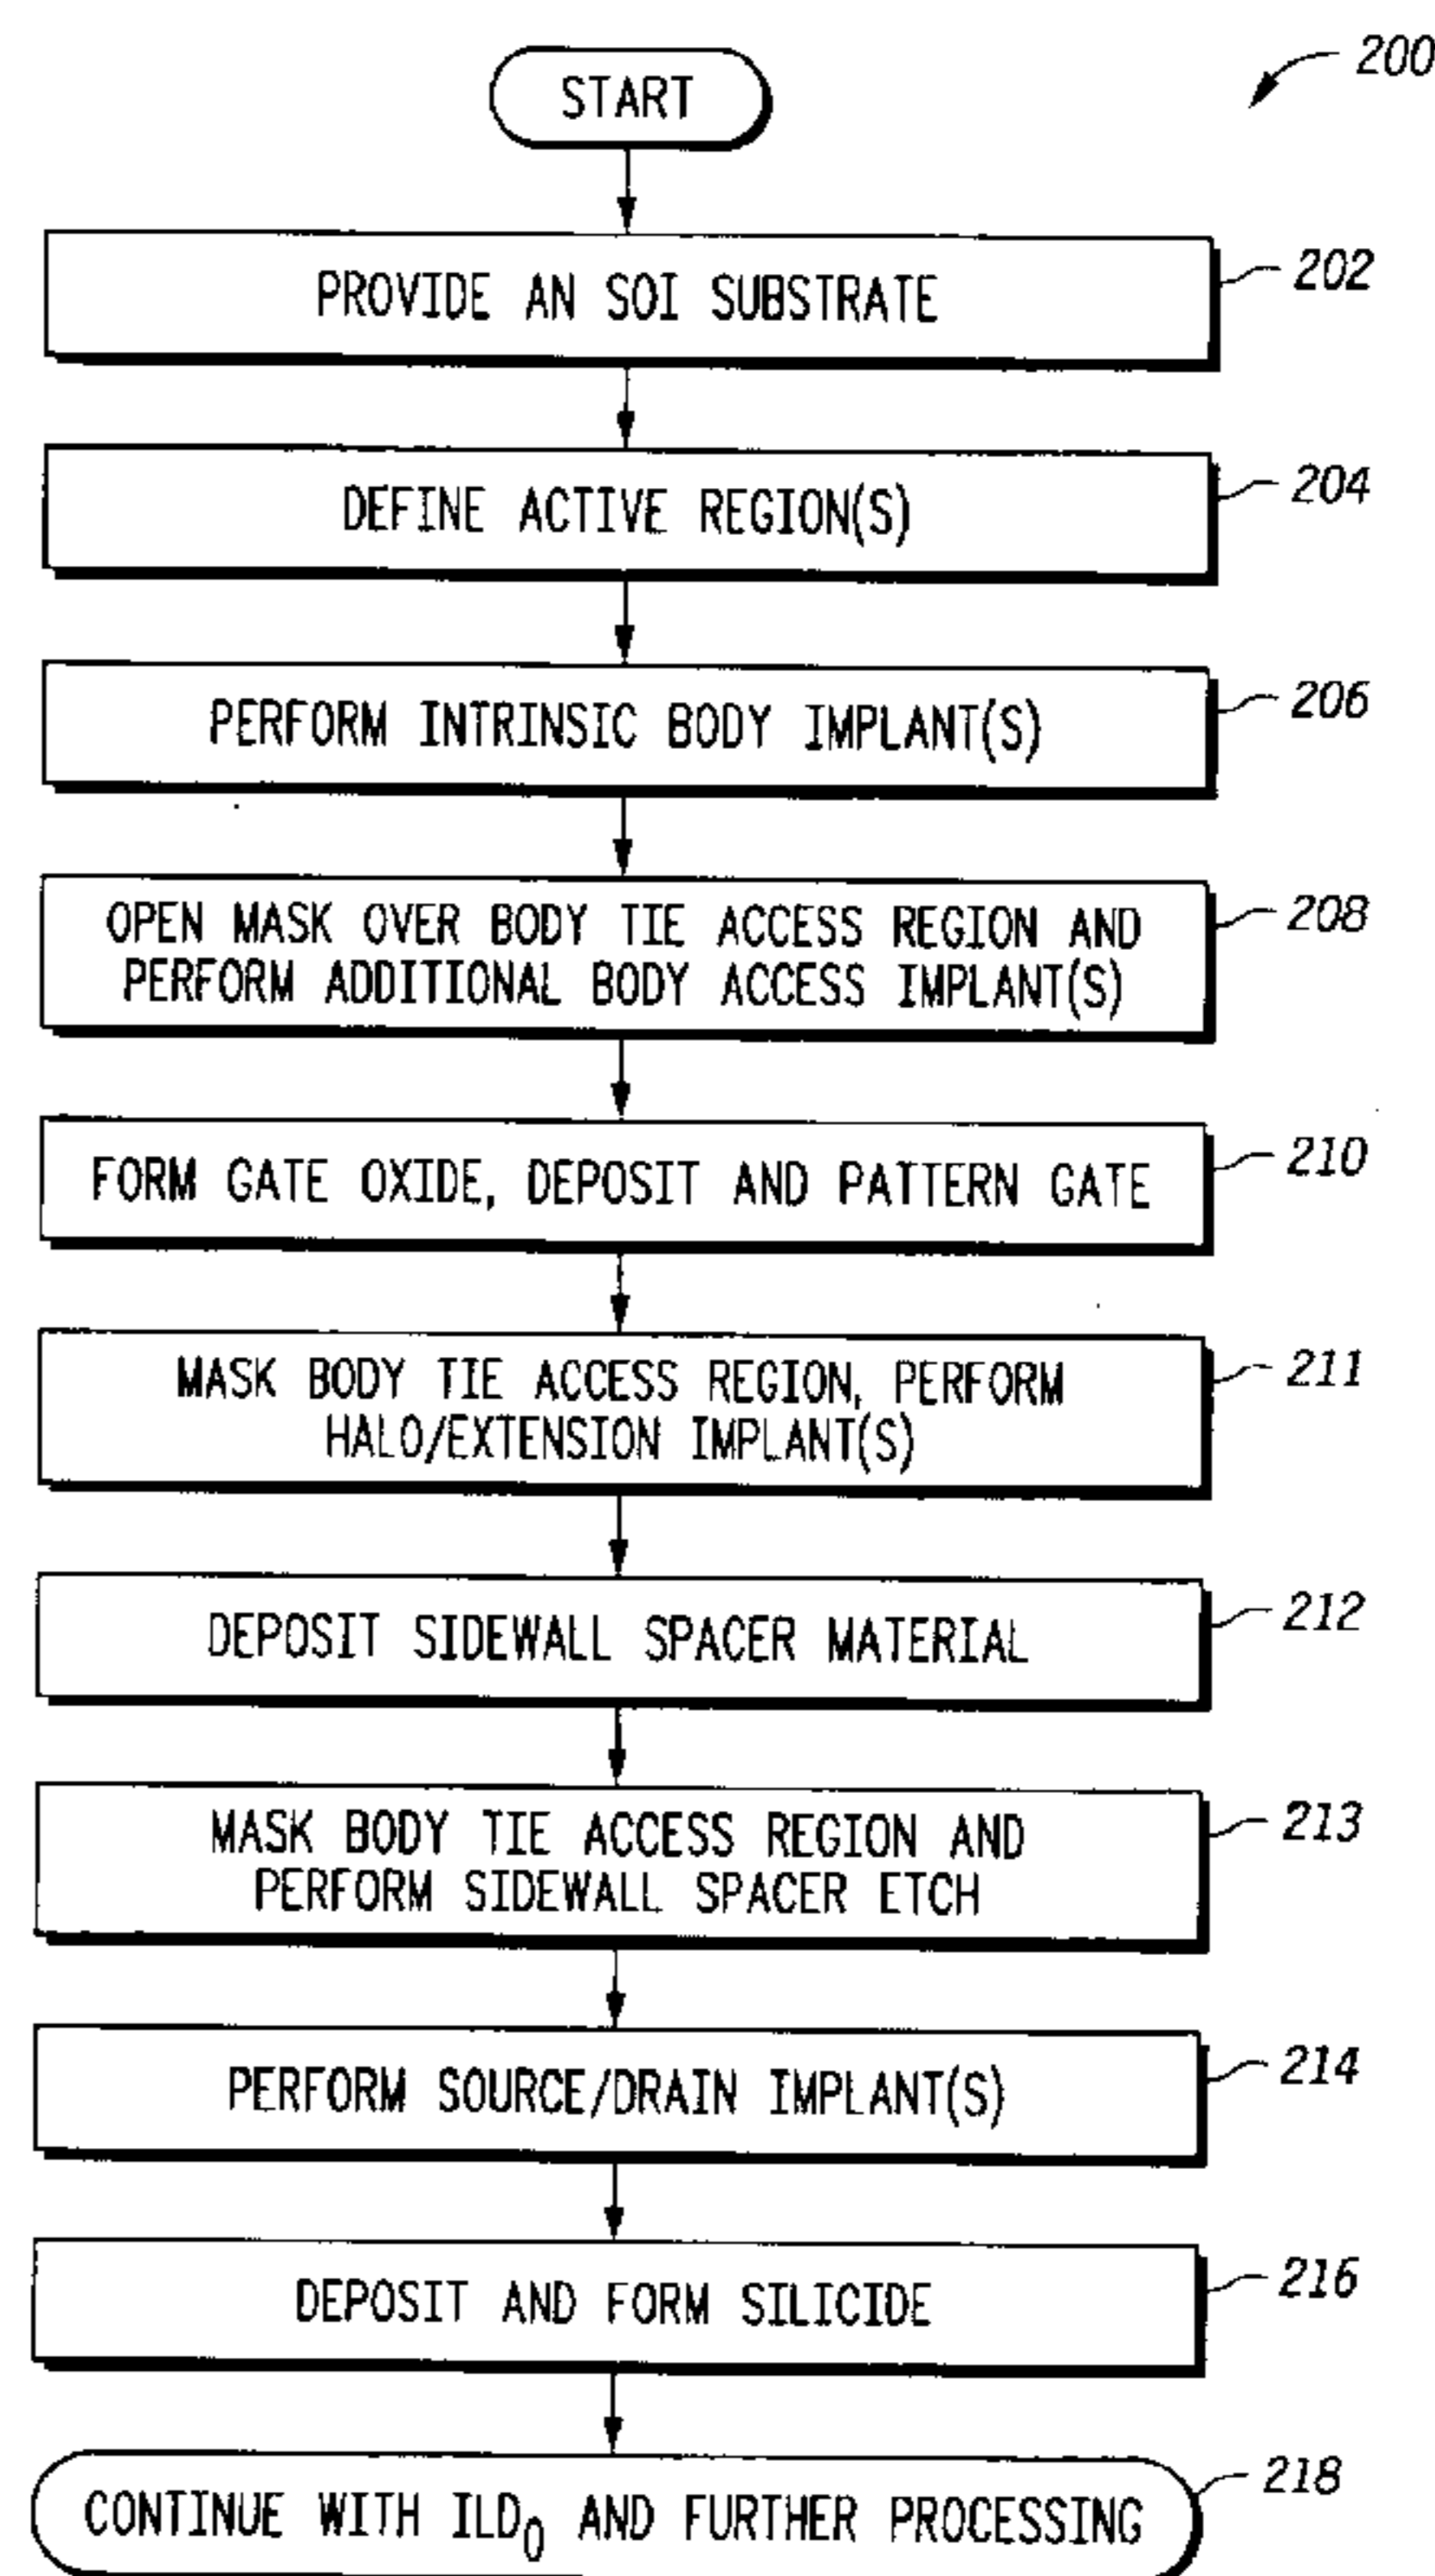 200
START
PROVIDE AN SOI SUBSTRATE
202
DEFINE ACTIVE REGION(S)
204
PERFORM INTRINSIC BODY IMPLANT(S)
206
OPEN MASK OVER BODY TIE ACCESS REGION AND
PERFORM ADDITIONAL BODY ACCESS IMPLANT(S)
208
FORM GATE OXIDE, DEPOSIT AND PATTERN GATE
210
MASK BODY TIE ACCESS REGION, PERFORM
HALO/EXTENSION IMPLANT(S)
211
DEPOSIT SIDEWALL SPACER MATERIAL
212
MASK BODY TIE ACCESS REGION AND
PERFORM SIDEWALL SPACER ETCH
213
PERFORM SOURCE/DRAIN IMPLANT(S)
214
DEPOSIT AND FORM SILICIDE
216
CONTINUE WITH ILD₀ AND FURTHER PROCESSING
218